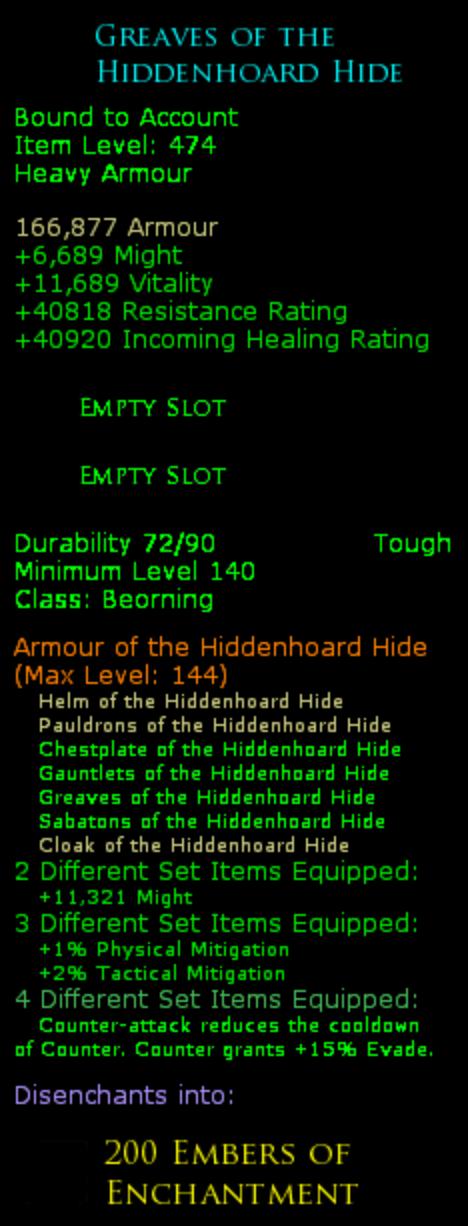 Greaves of the
Hiddenhoard Hide
Bound to Account
Item Level: 474
Heavy Armour
166,877 Armour
+6,689 Might
+11,689 Vitality
+40818 Resistance Rating
+40920 Incoming Healing Rating
Empty Slot
Empty Slot
Durability 72/90 Tough
Minimum Level 140
Class: Beorning
Armour of the Hiddenhoard Hide
(Max Level: 144)
Helm of the Hiddenhoard Hide
Pauldrons of the Hiddenhoard Hide
Chestplate of the Hiddenhoard Hide
Gauntlets of the Hiddenhoard Hide
Greaves of the Hiddenhoard Hide
Sabatons of the Hiddenhoard Hide
Cloak of the Hiddenhoard Hide
2 Different Set Items Equipped:
+11,321 Might
3 Different Set Items Equipped:
+1% Physical Mitigation
+2% Tactical Mitigation
4 Different Set Items Equipped:
Counter-attack reduces the cooldown
of Counter. Counter grants +15% Evade.
Disenchants into:
200 Embers of
Enchantment